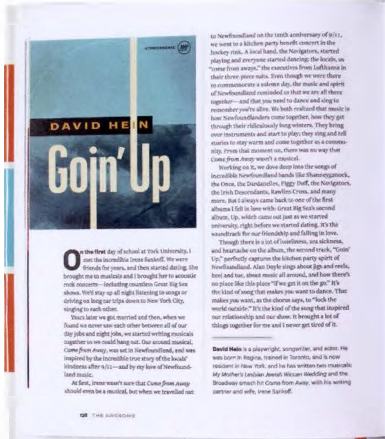 DAVID HEIN
Goin' Up
On the first day of school at York University, I
met the incredible Irene Sankoff. We were
friends for years, and then started dating. She
brought me to musicals and I brought her to acoustic
rock concerts—including countless Great Big Sea
shows. We'd stay up all night listening to songs or
driving on long car trips down to New York City,
singing to each other.
Years later we got married and then, when we
found we never saw each other between all of our
day jobs and night jobs, we started writing musicals
together so we could hang out. Our second musical,
Come from Away, was set in Newfoundland, and was
inspired by the incredible true story of the locals'
kindness after 9/11—and by my love of Newfound-
land music.
At first, Irene wasn't sure that Come from Away
should even be a musical, but when we travelled out
to Newfoundland on the tenth anniversary of 9/11,
we went to a kitchen party benefit concert in the
hockey rink. A local band, the Navigators, started
playing and everyone started dancing: the locals, us
"come from aways," the executives from Lufthansa in
their three-piece suits. Even though we were there
to commemorate a solemn day, the music and spirit
of Newfoundland reminded us that we are all there
together—and that you need to dance and sing to
remember you're alive. We both realized that music is
how Newfoundlanders come together, how they get
through their ridiculously long winters. They bring
over instruments and start to play; they sing and tell
stories to stay warm and come together as a commu-
nity. From that moment on, there was no way that
Come from Away wasn't a musical.
Working on it, we dove deep into the songs of
incredible Newfoundland bands like Shanneyganock,
the Once, the Dardanelles, Figgy Duff, the Navigators,
the Irish Descendants, Rawlins Cross, and many
more. But I always came back to one of the first
albums I fell in love with: Great Big Sea's second
album, Up, which came out just as we started
university, right before we started dating. It's the
soundtrack for our friendship and falling in love.
Though there is a lot of loneliness, sea sickness,
and heartache on the album, the second track, "Goin'
Up," perfectly captures the kitchen party spirit of
Newfoundland. Alan Doyle sings about jigs and reels,
hoot and tar, about music all around, and how there's
no place like this place "if we get it on the go." It's
the kind of song that makes you want to dance. That
makes you want, as the chorus says, to "lock the
world outside." It's the kind of song that inspired
our relationship and our show. It brought a lot of
things together for me and I never get tired of it.
David Hein is a playwright, songwriter, and actor. He
was born in Regina, trained in Toronto, and is now
resident in New York, and he has written two musicals:
My Mother's Lesbian Jewish Wiccan Wedding and the
Broadway smash hit Come from Away, with his writing
partner and wife, Irene Sankoff.
128 THE AWESOME